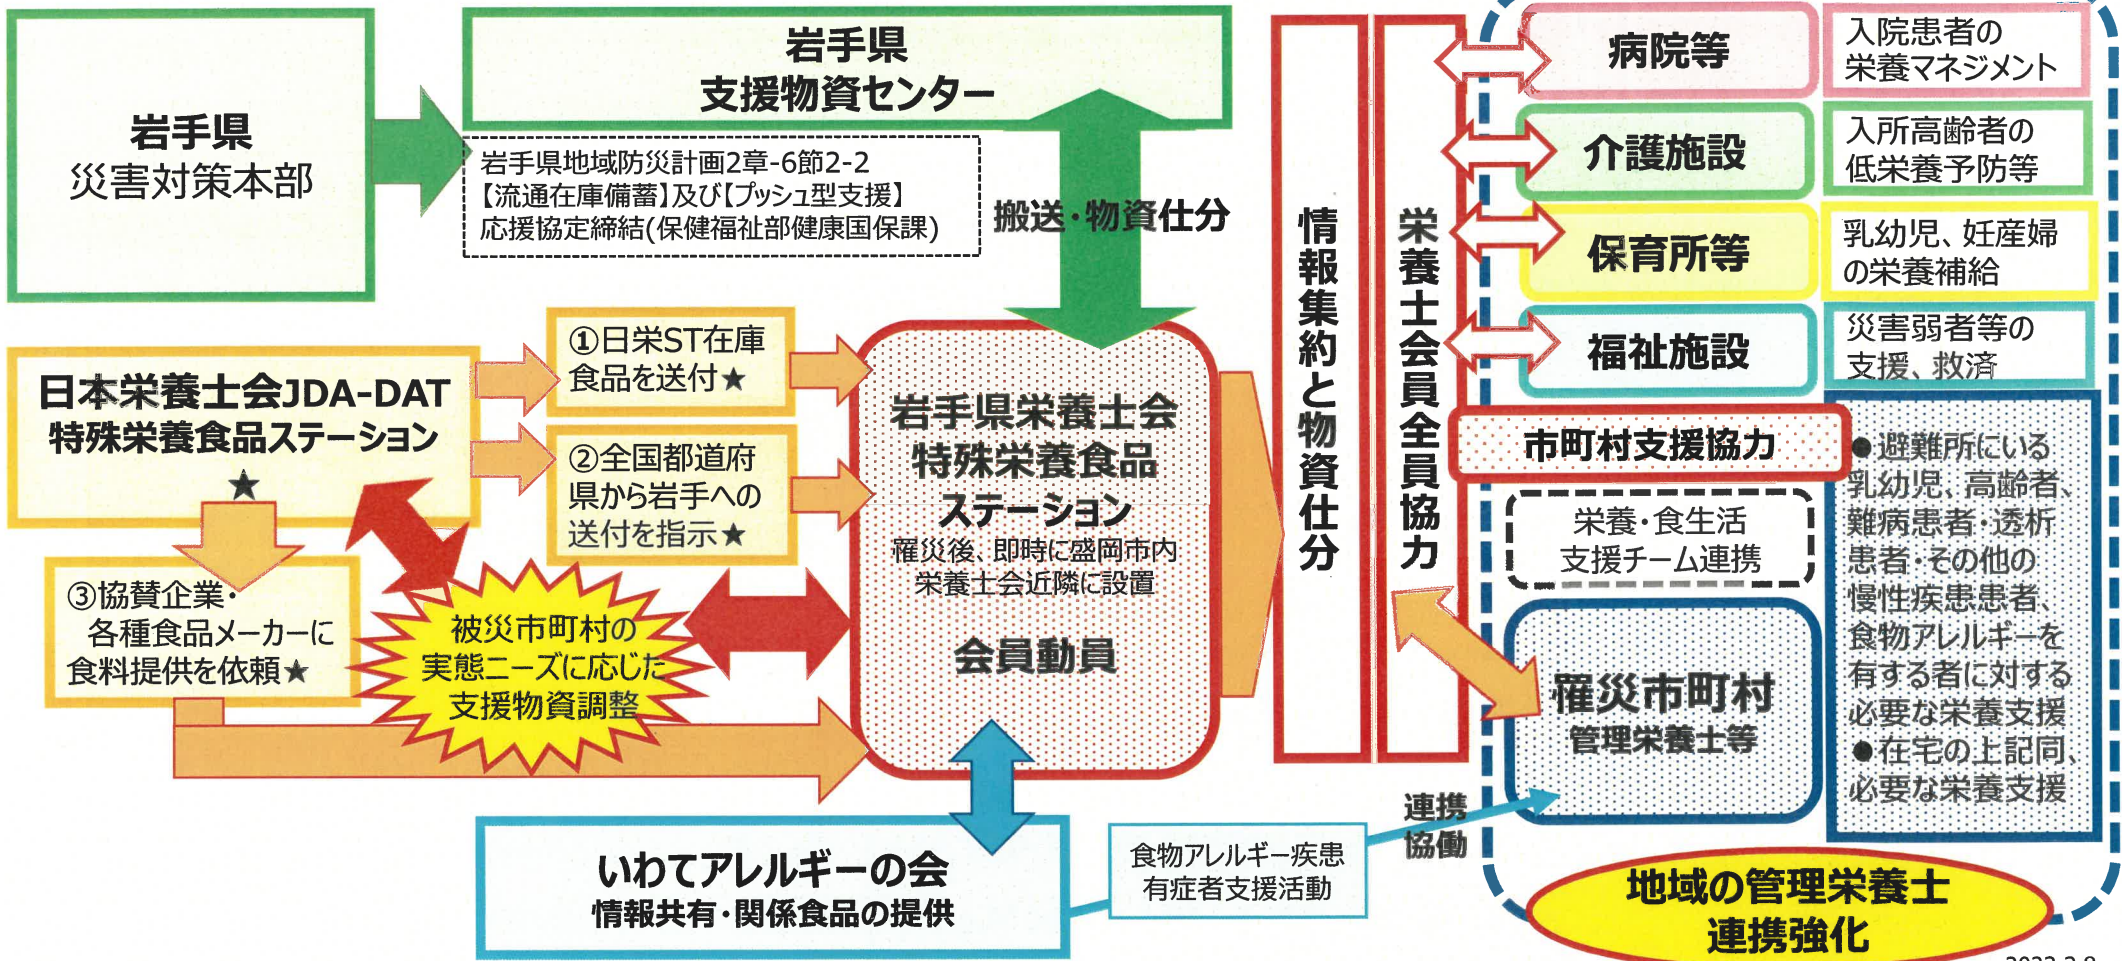 岩手県
災害対策本部
岩手県
支援物資センター
岩手県地域防災計画2章-6節2-2
【流通在庫備蓄】及び【プッシュ型支援】
応援協定締結(保健福祉部健康国保課)
搬送・物資仕分
日本栄養士会JDA-DAT
特殊栄養食品ステーション
★
①日栄ST在庫
食品を送付★
②全国都道府
県から岩手への
送付を指示★
③協賛企業・
各種食品メーカーに
食料提供を依頼★
被災市町村の
実態ニーズに応じた
支援物資調整
岩手県栄養士会
特殊栄養食品
ステーション
罹災後、即時に盛岡市内
栄養士会近隣に設置
会員動員
いわてアレルギーの会
情報共有・関係食品の提供
食物アレルギー疾患
有症者支援活動
連携
協働
情報集約と物資仕分
栄養士会員全員協力
病院等
入院患者の
栄養マネジメント
介護施設
入所高齢者の
低栄養予防等
保育所等
乳幼児、妊産婦
の栄養補給
福祉施設
災害弱者等の
支援、救済
市町村支援協力
栄養・食生活
支援チーム連携
罹災市町村
管理栄養士等
●避難所にいる
乳幼児、高齢者、
難病患者・透析
患者・その他の
慢性疾患患者、
食物アレルギーを
有する者に対する
必要な栄養支援
●在宅の上記同、
必要な栄養支援
地域の管理栄養士
連携強化